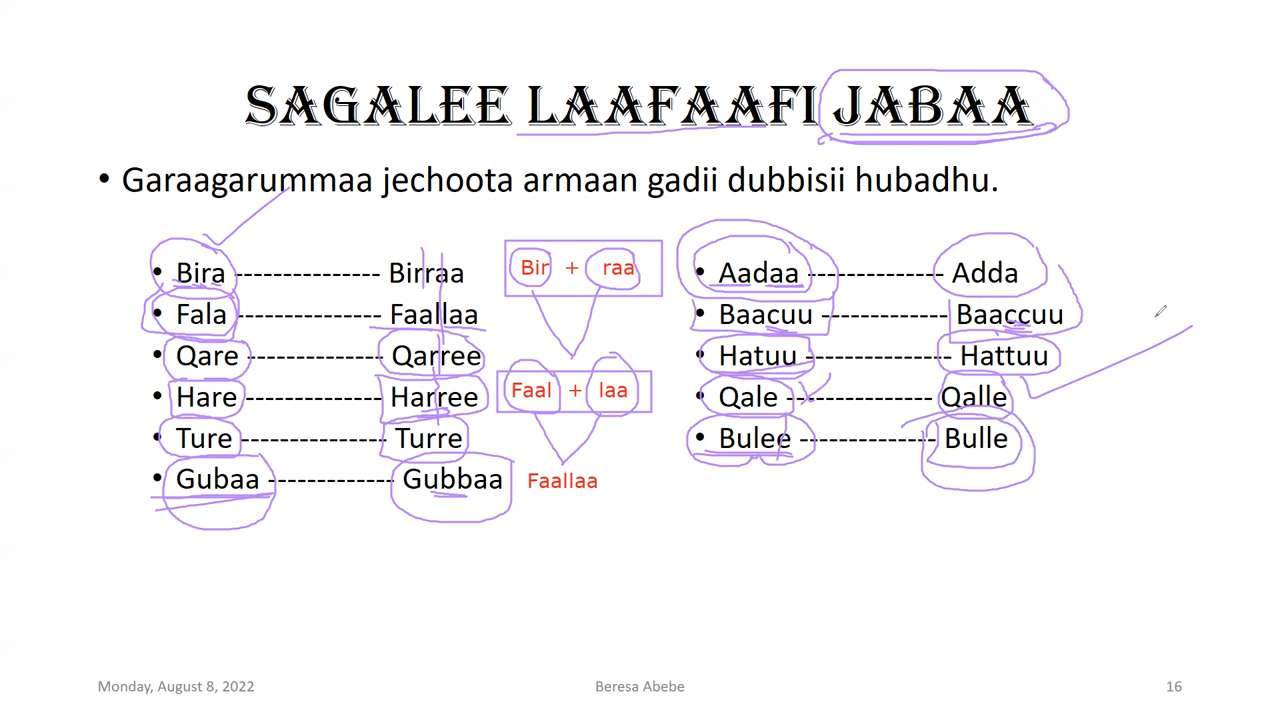 SAGALEE LAAFAAFI JABAA
• Garaagarummaa jechoota armaan gadii dubbisii hubadhu.
• Bira --------------- Birraa
• Fala --------------- Faallaa
• Qare --------------- Qarree
• Hare --------------- Harree
• Ture --------------- Turre
• Gubaa ------------- Gubbaa
Bir + raa
Faal + laa
Faallaa
• Aadaa -------------- Adda
• Baacuu ------------- Baaccuu
• Hatuu --------------- Hattuu
• Qale --------------- Qalle
• Bulee -------------- Bulle
Monday, August 8, 2022
Beresa Abebe
16